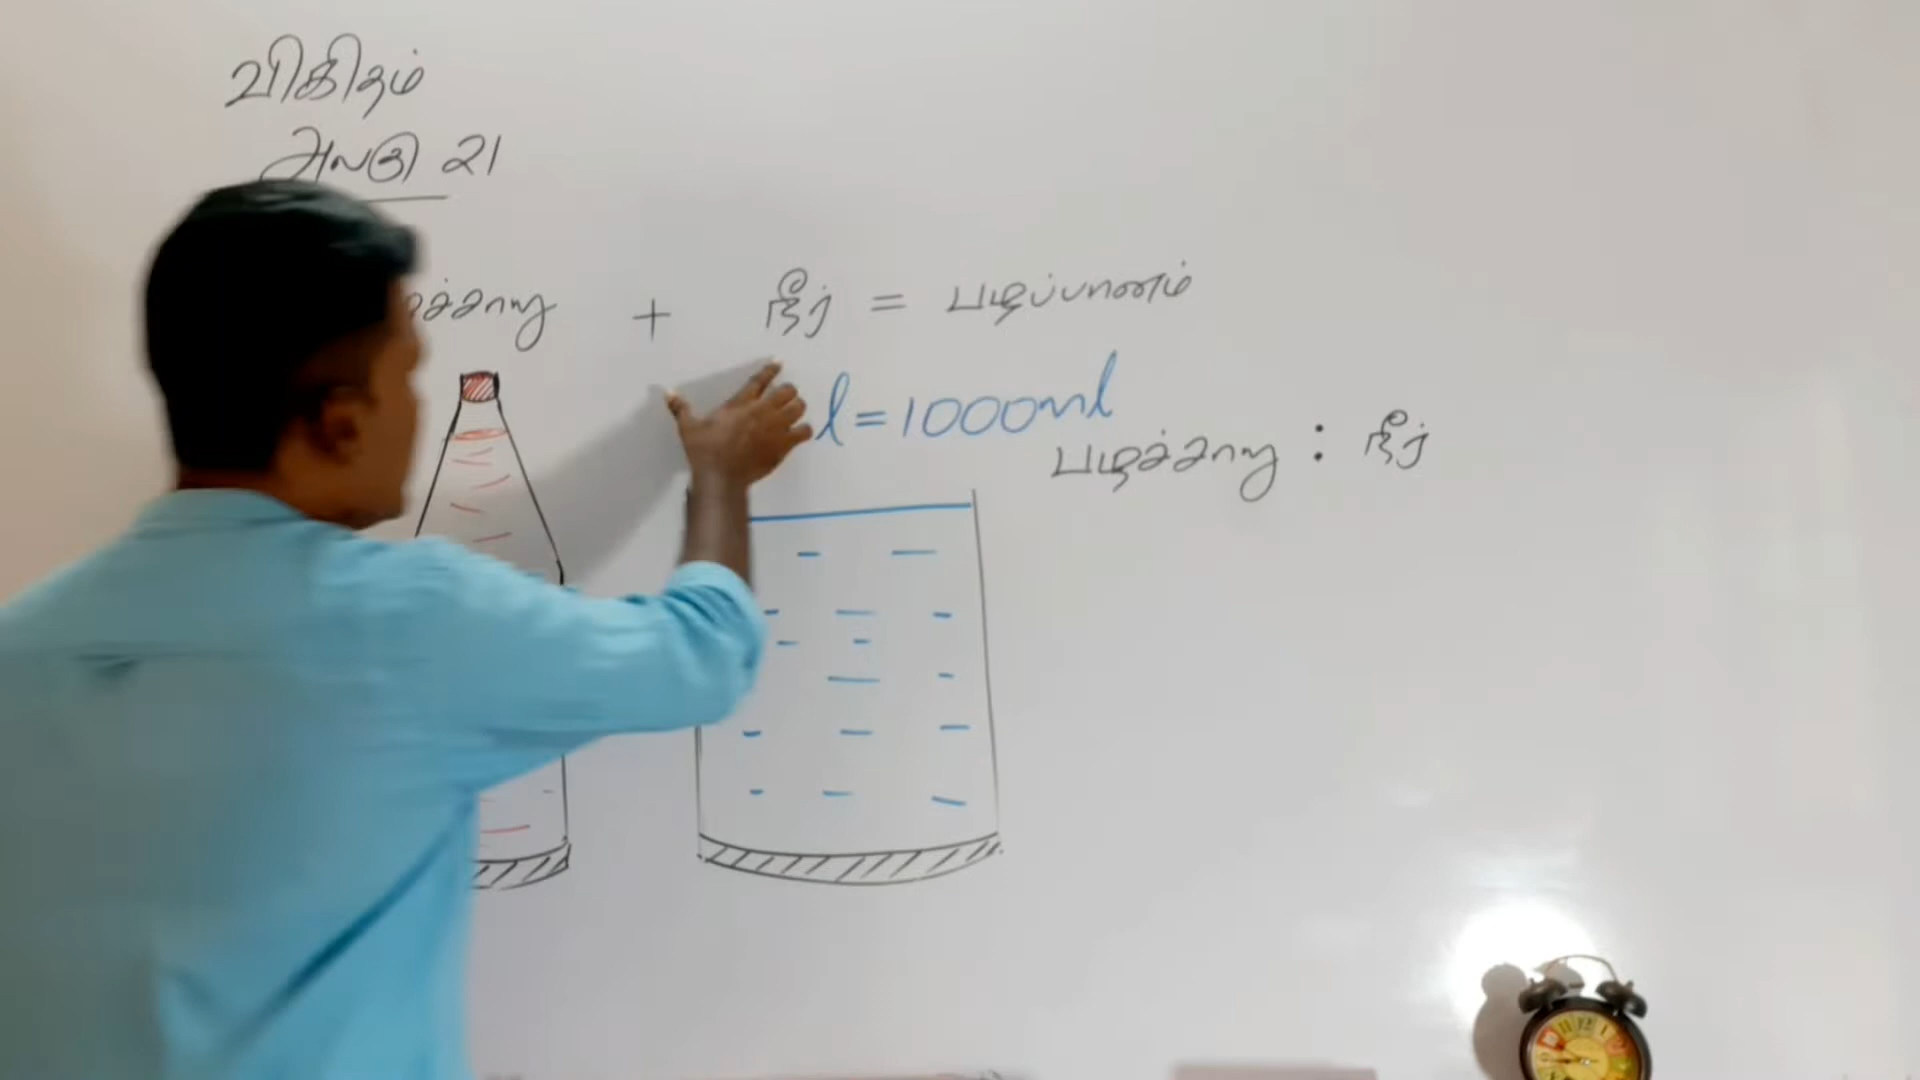 விகிதம்
அலகு 21
+ நீர் = பழப்பானம்
l = 1000ml
பழச்சாறு : நீர்